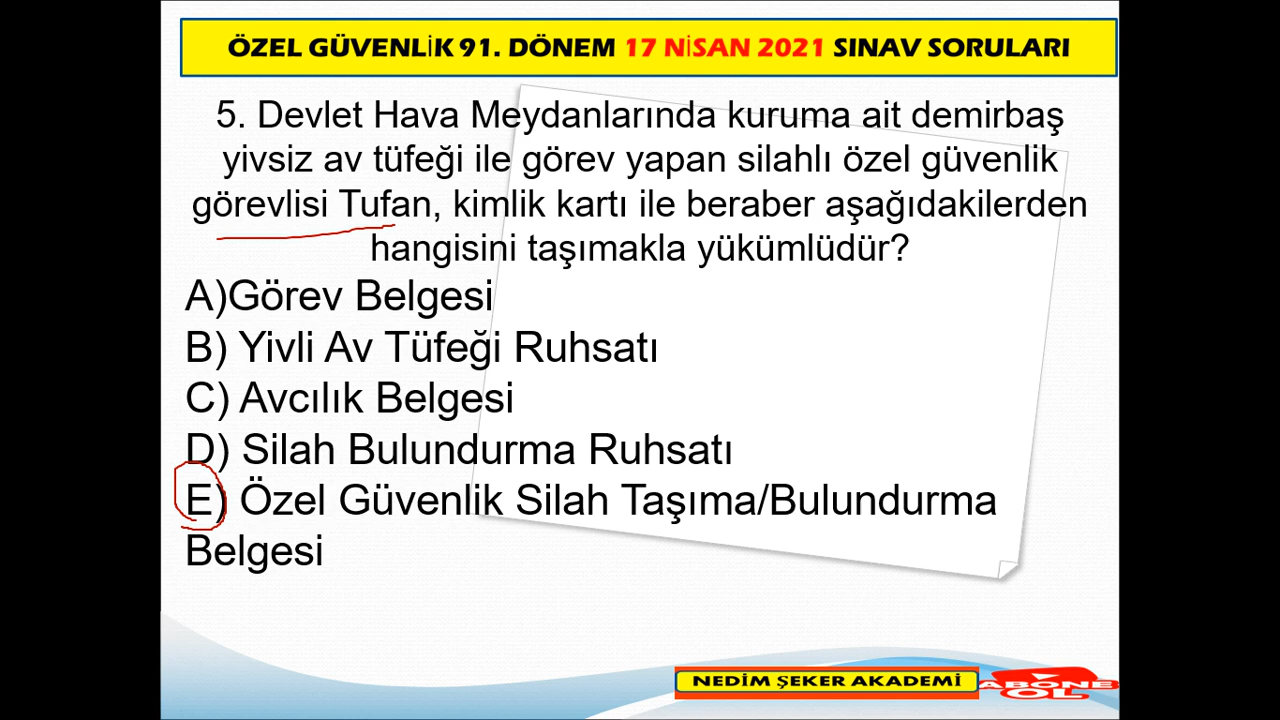 ÖZEL GÜVENLİK 91. DÖNEM 17 NİSAN 2021 SINAV SORULARI
5. Devlet Hava Meydanlarında kuruma ait demirbaş
yivsiz av tüfeği ile görev yapan silahlı özel güvenlik
görevlisi Tufan, kimlik kartı ile beraber aşağıdakilerden
hangisini taşımakla yükümlüdür?
A)Görev Belgesi
B) Yivli Av Tüfeği Ruhsatı
C) Avcılık Belgesi
D) Silah Bulundurma Ruhsatı
E) Özel Güvenlik Silah Taşıma/Bulundurma
Belgesi
NEDİM ŞEKER AKADEMİ
ABONE
OL